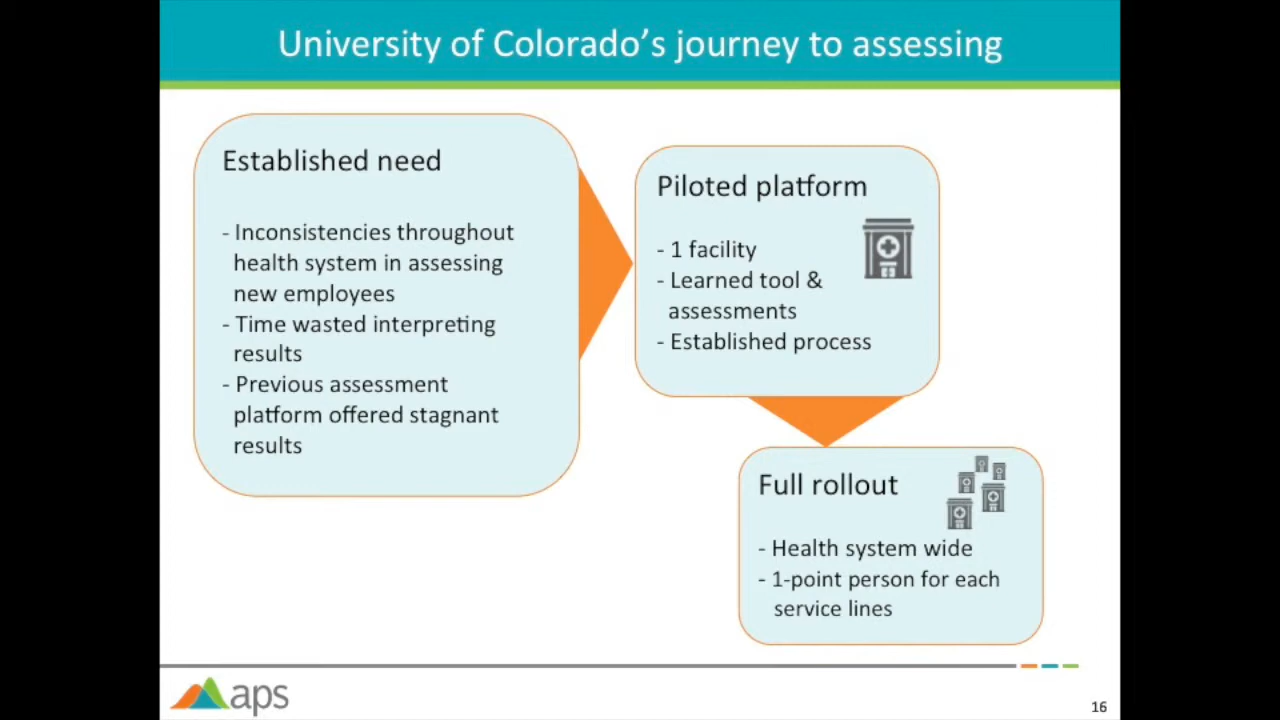 University of Colorado's journey to assessing
Established need
- Inconsistencies throughout
health system in assessing
new employees
- Time wasted interpreting
results
- Previous assessment
platform offered stagnant
results
Piloted platform
- 1 facility
- Learned tool &
assessments
- Established process
Full rollout
- Health system wide
- 1-point person for each
service lines
aps
16